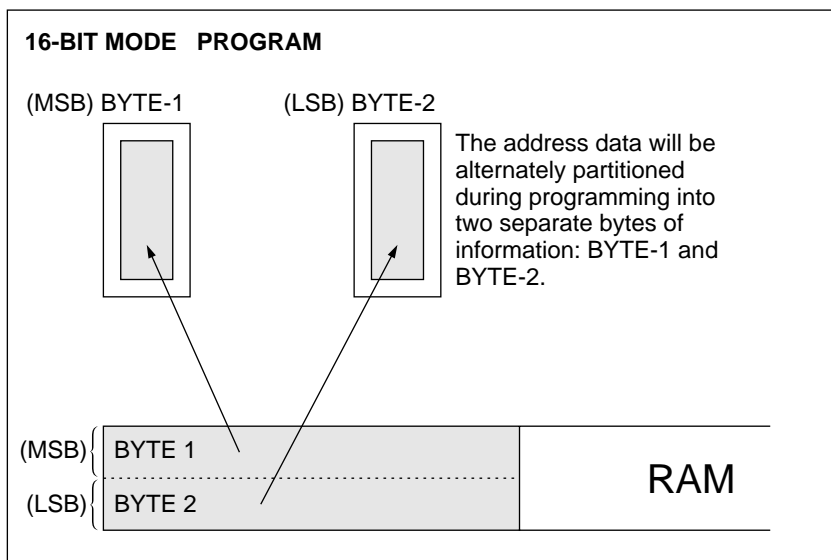 16-BIT MODE   PROGRAM
(MSB) BYTE-1
(LSB) BYTE-2
The address data will be
alternately partitioned
during programming into
two separate bytes of
information: BYTE-1 and
BYTE-2.
(MSB) BYTE 1
(LSB) BYTE 2
RAM